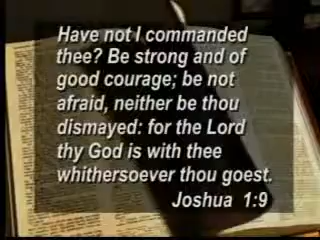 Have not I commanded
thee? Be strong and of
good courage; be not
afraid, neither be thou
dismayed: for the Lord
thy God is with thee
whithersoever thou goest.
Joshua 1:9